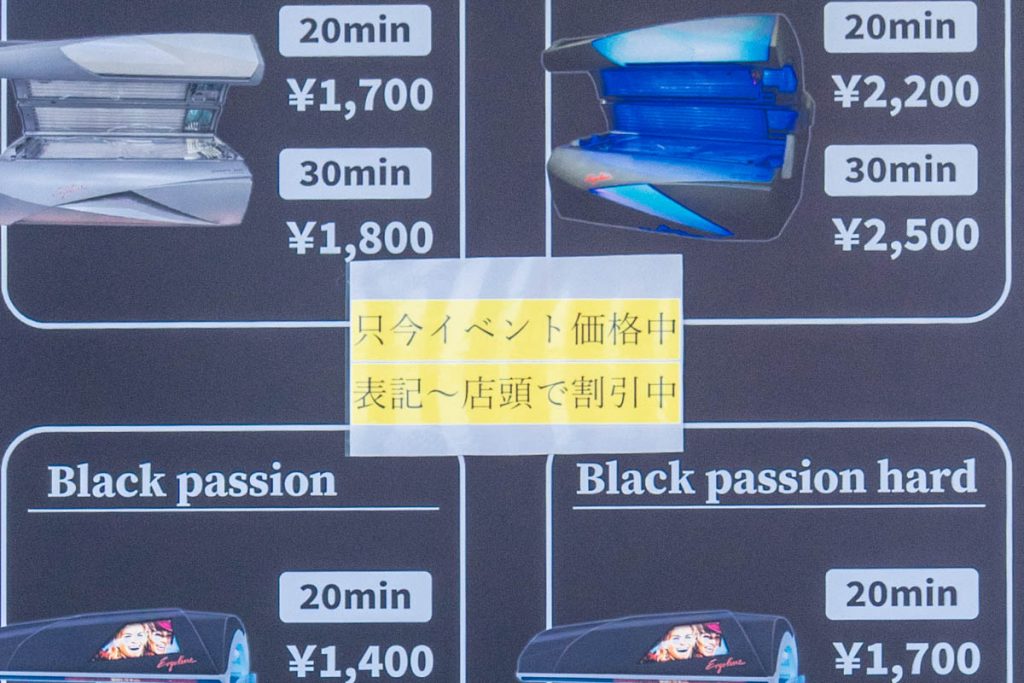 20min
¥1,700
30min
¥1,800
20min
¥2,200
30min
¥2,500
只今イベント価格中
表記～店頭で割引中
Black passion
20min
¥1,400
Ergoline
Black passion hard
20min
¥1,700
Ergoline